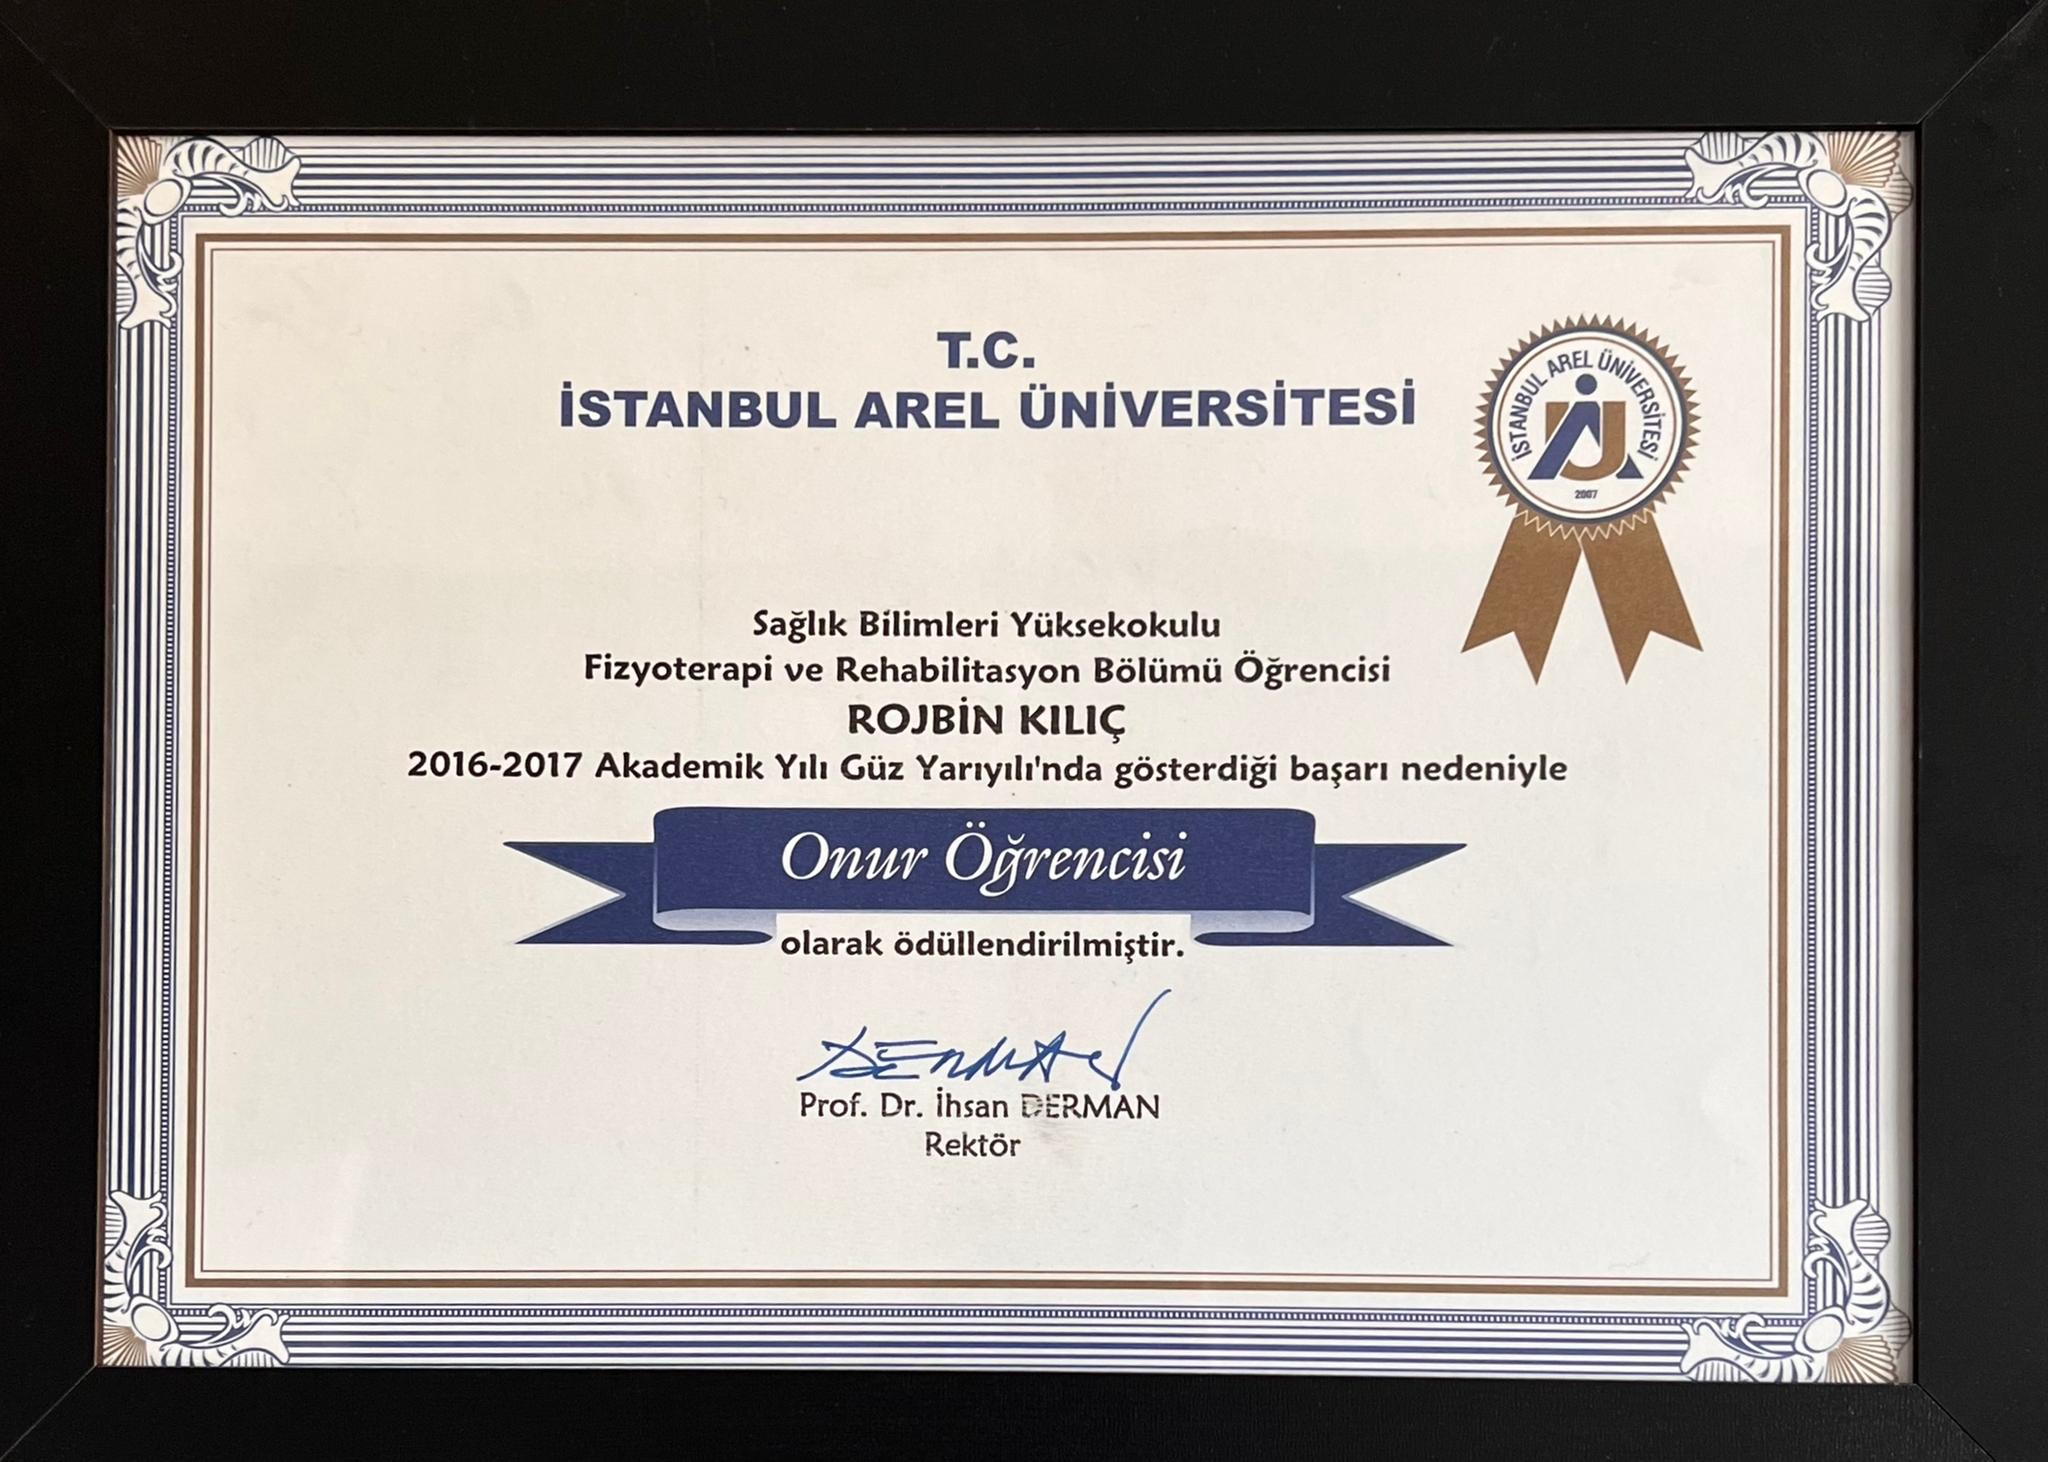 T.C.
İSTANBUL AREL ÜNİVERSİTESİ
İSTANBUL AREL ÜNİVERSİTESİ
2007
Sağlık Bilimleri Yüksekokulu
Fizyoterapi ve Rehabilitasyon Bölümü Öğrencisi
ROJBİN KILIÇ
2016-2017 Akademik Yılı Güz Yarıyılı'nda gösterdiği başarı nedeniyle
Onur Öğrencisi
olarak ödüllendirilmiştir.
Prof. Dr. İhsan DERMAN
Rektör